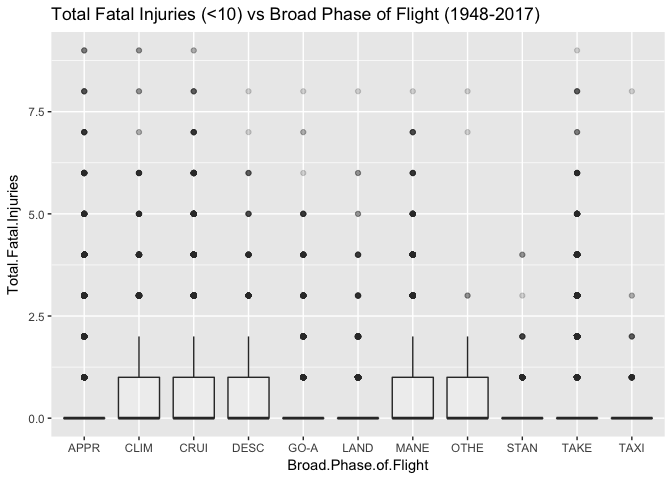 Total Fatal Injuries (<10) vs Broad Phase of Flight (1948-2017)
Total.Fatal.Injuries
7.5
5.0
2.5
0.0
APPR CLIM CRUI DESC GO-A LAND MANE OTHE STAN TAKE TAXI
Broad.Phase.of.Flight